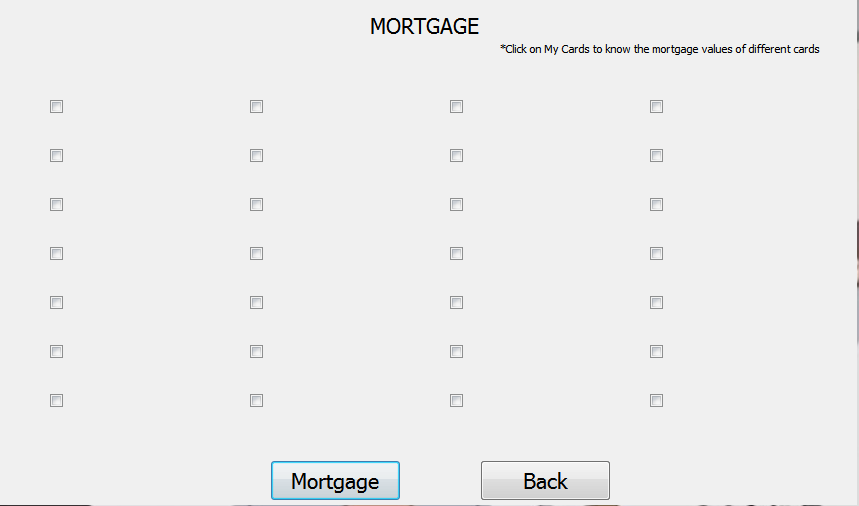 MORTGAGE
*Click on My Cards to know the mortgage values of different cards
Mortgage
Back